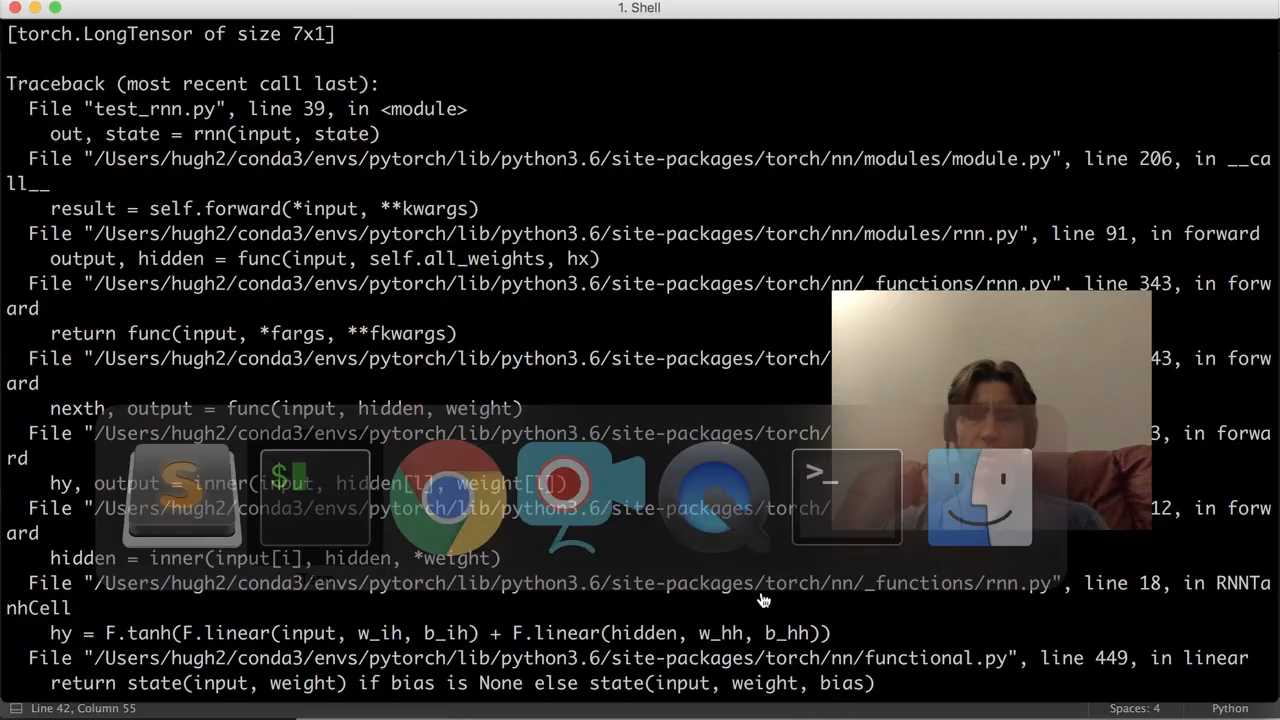 1. Shell
[torch.LongTensor of size 7x1]
Traceback (most recent call last):
File "test_rnn.py", line 39, in <module>
out, state = rnn(input, state)
File "/Users/hugh2/conda3/envs/pytorch/lib/python3.6/site-packages/torch/nn/modules/module.py", line 206, in __ca
ll__
result = self.forward(*input, **kwargs)
File "/Users/hugh2/conda3/envs/pytorch/lib/python3.6/site-packages/torch/nn/modules/rnn.py", line 91, in forward
output, hidden = func(input, self.all_weights, hx)
File "/Users/hugh2/conda3/envs/pytorch/lib/python3.6/site-packages/torch/nn/_functions/rnn.py", line 343, in forw
ard
return func(input, *fargs, **fkwargs)
File "/Users/hugh2/conda3/envs/pytorch/lib/python3.6/site-packages/torch/ 43, in forw
ard
nexth, output = func(input, hidden, weight)
File "/Users/hugh2/conda3/envs/pytorch/lib/python3.6/site-packages/torch/ 3, in forwa
rd
hy, output = inner(input, hidden[l], weight[l])
File "/Users/hugh2/conda3/envs/pytorch/lib/python3.6/site-packages/torch/ 12, in forw
ard
hidden = inner(input[i], hidden, *weight)
File "/Users/hugh2/conda3/envs/pytorch/lib/python3.6/site-packages/torch/nn/_functions/rnn.py", line 18, in RNNTa
nhCell
hy = F.tanh(F.linear(input, w_ih, b_ih) + F.linear(hidden, w_hh, b_hh))
File "/Users/hugh2/conda3/envs/pytorch/lib/python3.6/site-packages/torch/nn/functional.py", line 449, in linear
return state(input, weight) if bias is None else state(input, weight, bias)
Line 42, Column 55 Spaces: 4 Python